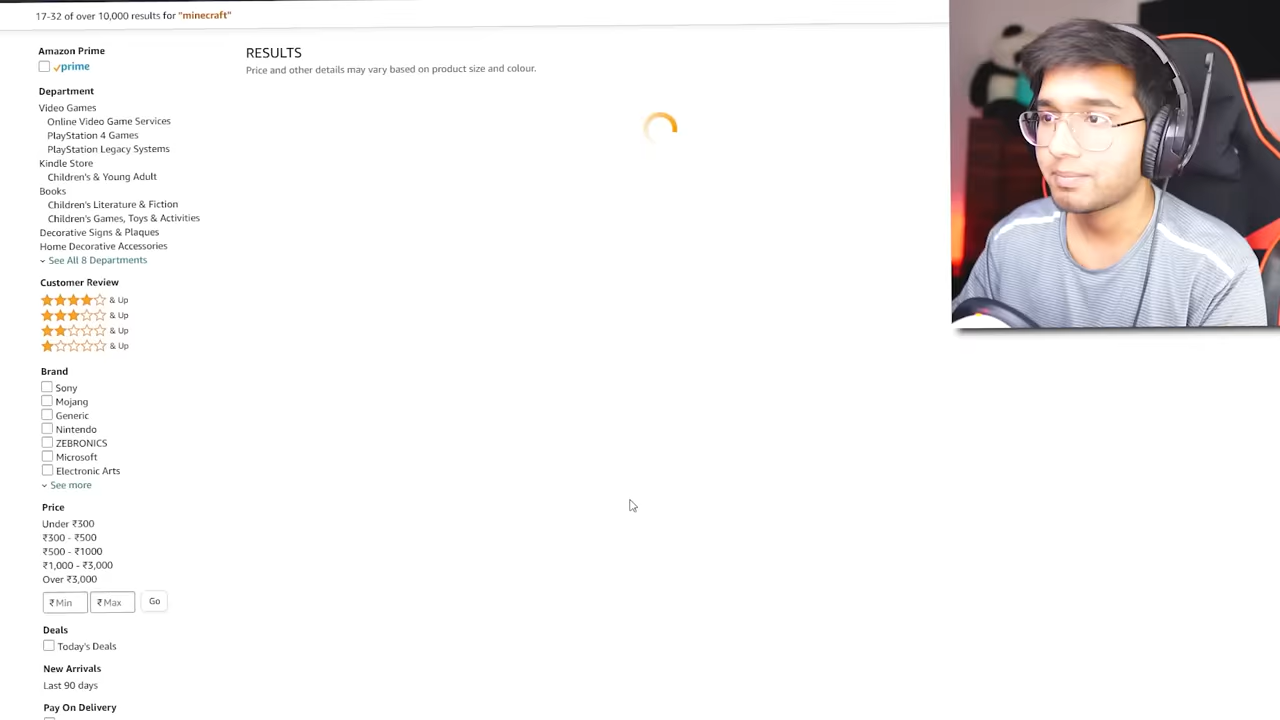 17-32 of over 10,000 results for "minecraft"
Amazon Prime
prime
Department
Video Games
Online Video Game Services
PlayStation 4 Games
PlayStation Legacy Systems
Kindle Store
Children's & Young Adult
Books
Children's Literature & Fiction
Children's Games, Toys & Activities
Decorative Signs & Plaques
Home Decorative Accessories
See All 8 Departments
Customer Review
& Up
& Up
& Up
& Up
Brand
Sony
Mojang
Generic
Nintendo
ZEBRONICS
Microsoft
Electronic Arts
See more
Price
Under ₹300
₹300 - ₹500
₹500 - ₹1000
₹1,000 - ₹3,000
Over ₹3,000
₹ Min ₹ Max Go
Deals
Today's Deals
New Arrivals
Last 90 days
Pay On Delivery
RESULTS
Price and other details may vary based on product size and colour.